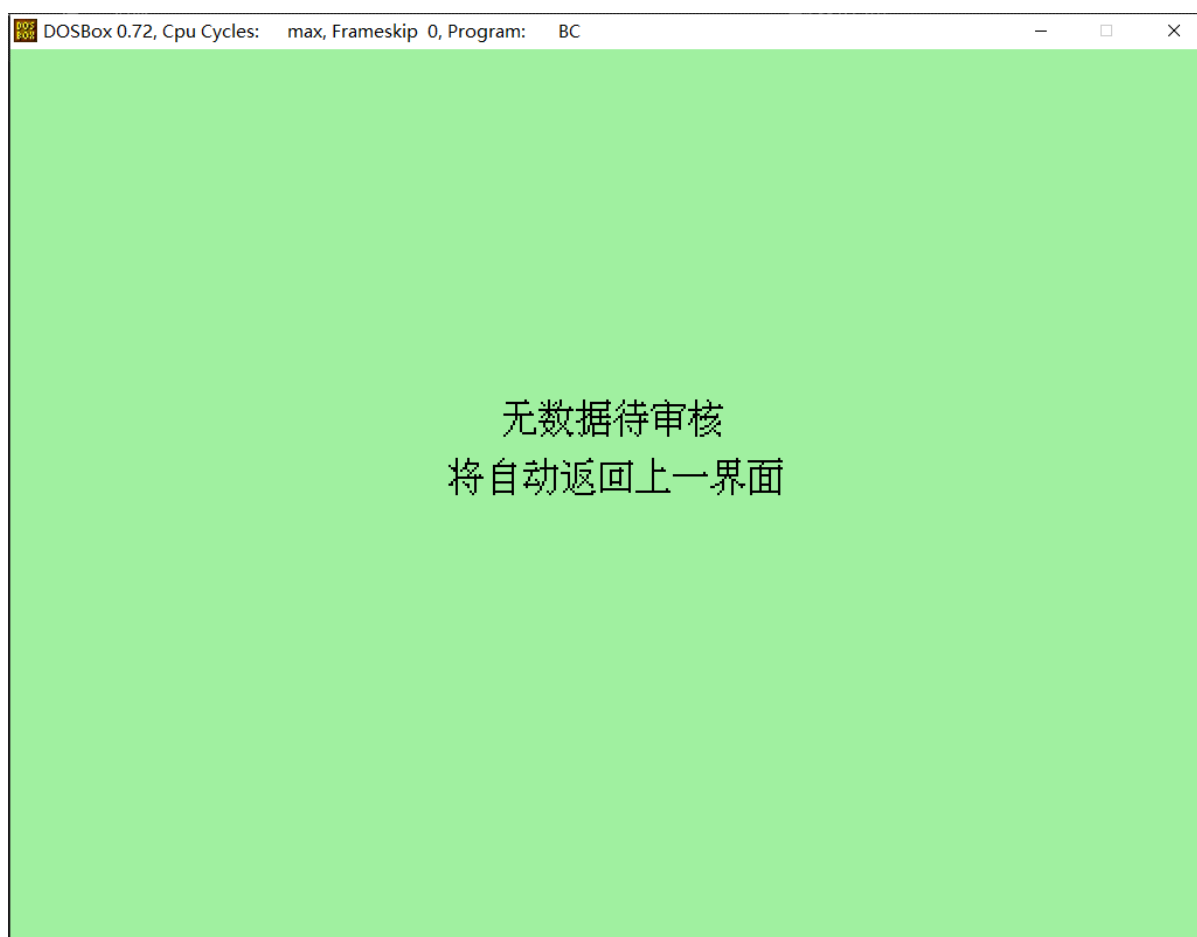 DOSBox 0.72, Cpu Cycles: max, Frameskip 0, Program: BC
无数据待审核
将自动返回上一界面